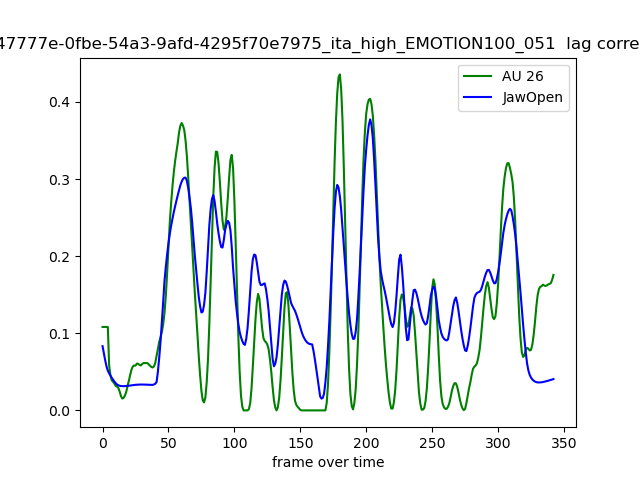 47777e-0fbe-54a3-9afd-4295f70e7975_ita_high_EMOTION100_051 lag corre
AU 26
JawOpen
0.4
0.3
0.2
0.1
0.0
0 50 100 150 200 250 300 350
frame over time